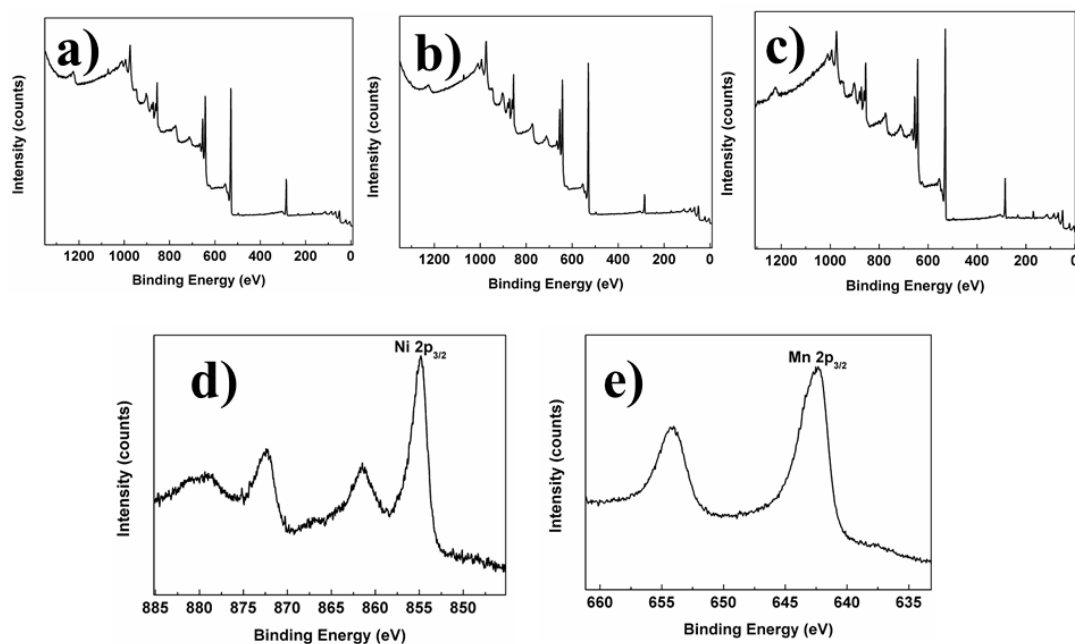 a)
Intensity (counts)
1200 1000 800 600 400 200 0
Binding Energy (eV)
b)
Intensity (counts)
1200 1000 800 600 400 200 0
Binding Energy (eV)
c)
Intensity (counts)
1200 1000 800 600 400 200 0
Binding Energy (eV)
d)
Ni 2p3/2
Intensity (counts)
885 880 875 870 865 860 855 850
Binding Energy (eV)
e)
Mn 2p3/2
Intensity (counts)
660 655 650 645 640 635
Binding Energy (eV)